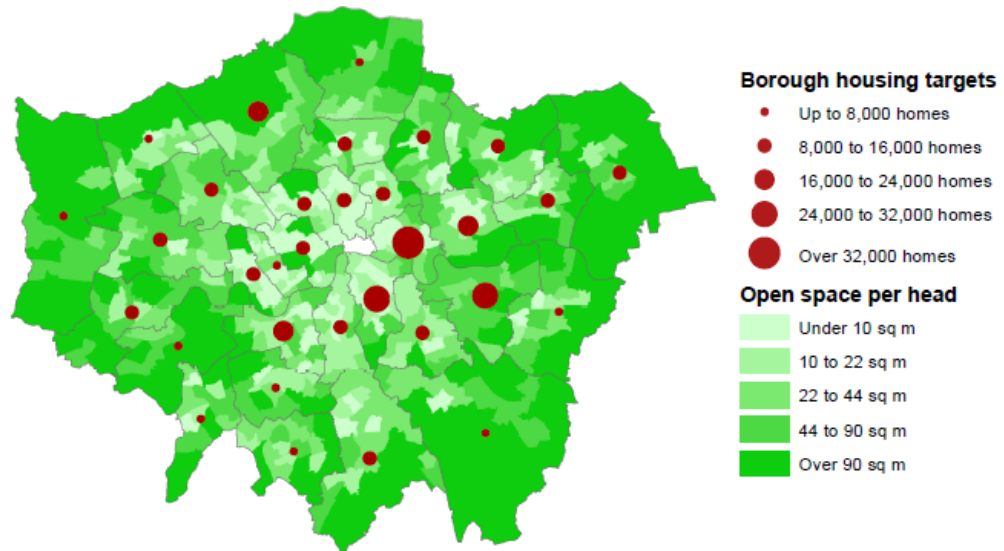 Borough housing targets
Up to 8,000 homes
8,000 to 16,000 homes
16,000 to 24,000 homes
24,000 to 32,000 homes
Over 32,000 homes
Open space per head
Under 10 sq m
10 to 22 sq m
22 to 44 sq m
44 to 90 sq m
Over 90 sq m